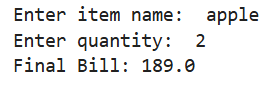 Enter item name:  apple
Enter quantity:  2
Final Bill: 189.0